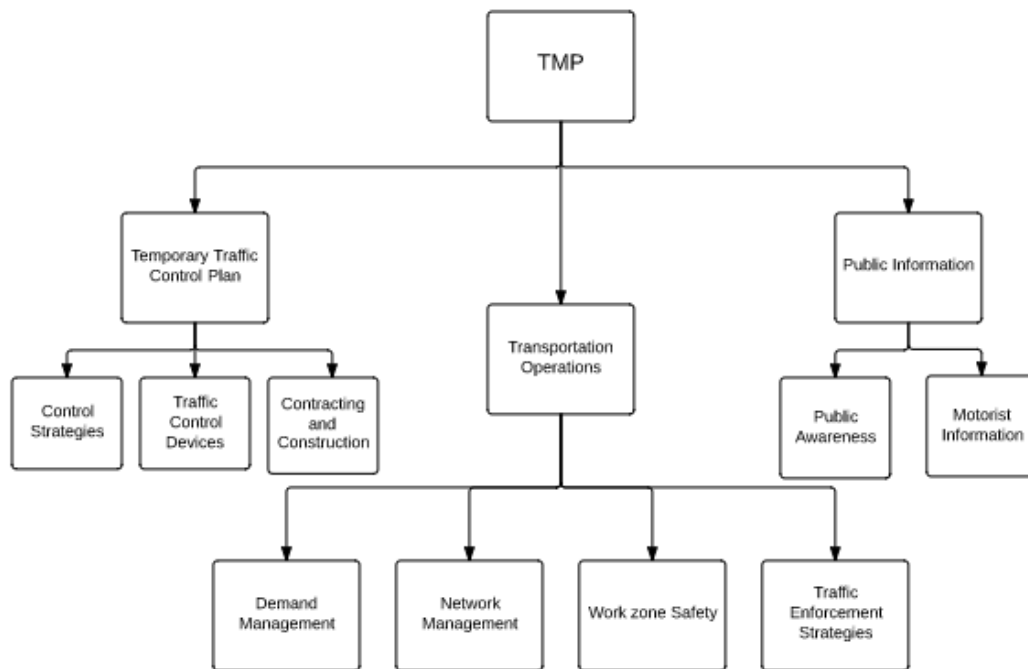 TMP
Temporary Traffic
Control Plan
Public Information
Transportation
Operations
Control
Strategies
Traffic
Control
Devices
Contracting
and
Construction
Public
Awareness
Motorist
Information
Demand
Management
Network
Management
Work zone Safety
Traffic
Enforcement
Strategies